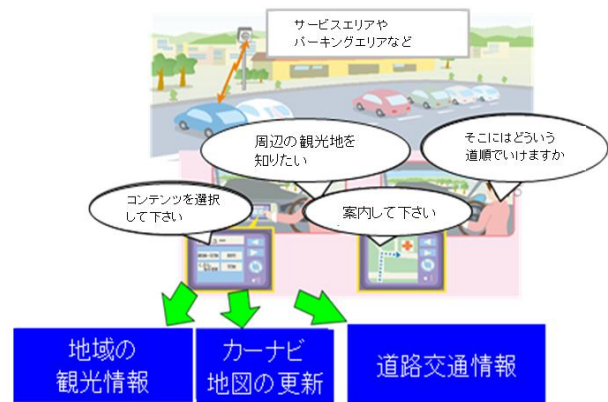 サービスエリアや
パーキングエリアなど
周辺の観光地を
知りたい
そこにはどういう
道順でいけますか
コンテンツを選択
して下さい
案内して下さい
地域の
観光情報
カーナビ
地図の更新
道路交通情報